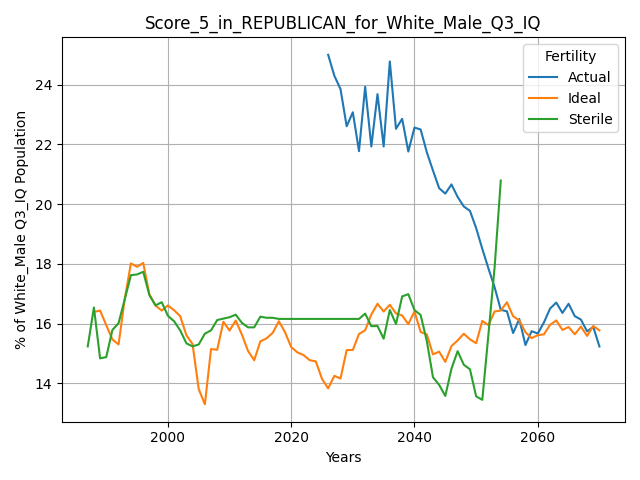 Score_5_in_REPUBLICAN_for_White_Male_Q3_IQ
% of White_Male Q3_IQ Population
24
22
20
18
16
14
2000 2020 2040 2060
Years
Fertility
Actual
Ideal
Sterile